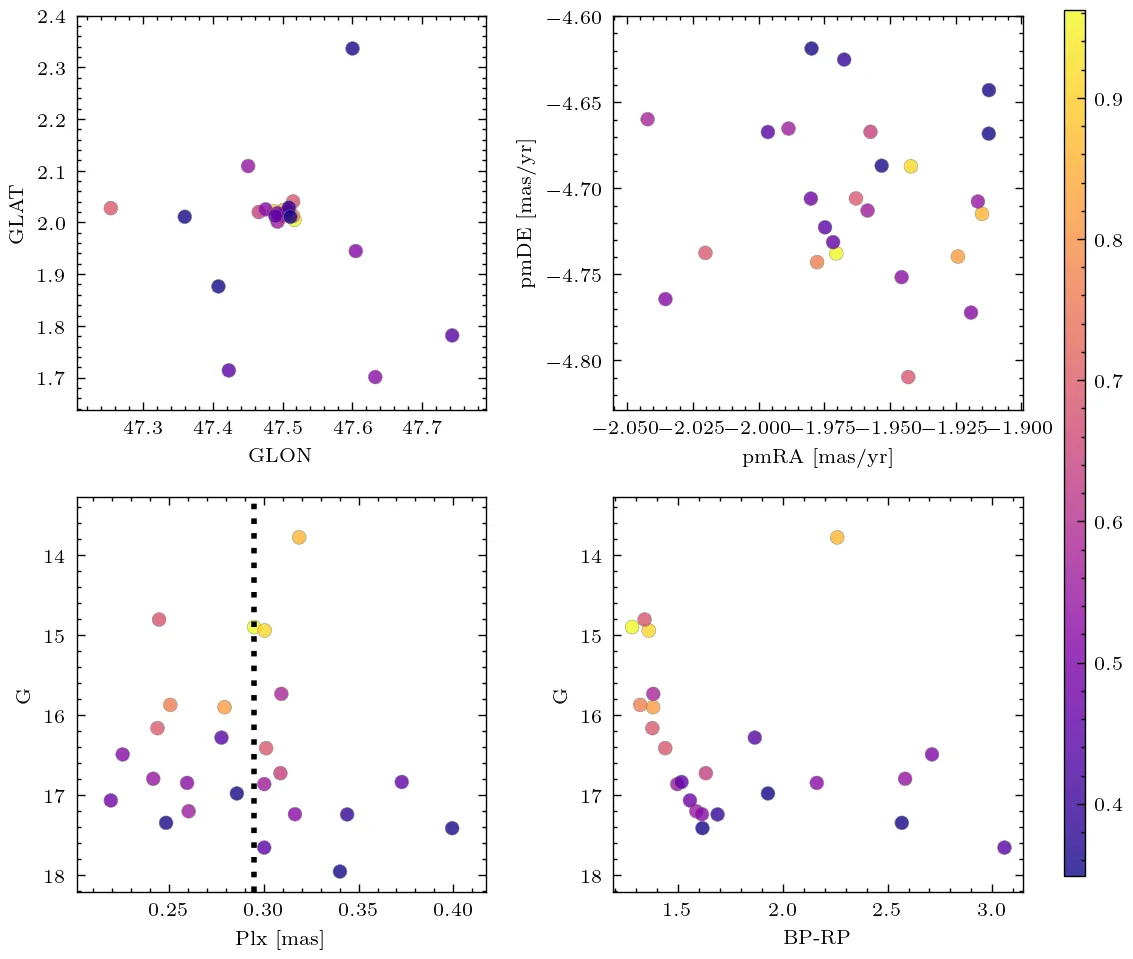 2.4
2.3
2.2
2.1
2.0
1.9
1.8
1.7
GLAT
47.3 47.4 47.5 47.6 47.7
GLON
−4.60
−4.65
−4.70
−4.75
−4.80
pmDE [mas/yr]
−2.050 −2.025 −2.000 −1.975 −1.950 −1.925 −1.900
pmRA [mas/yr]
14
15
16
17
18
G
0.25 0.30 0.35 0.40
Plx [mas]
14
15
16
17
18
G
1.5 2.0 2.5 3.0
BP-RP
0.9
0.8
0.7
0.6
0.5
0.4